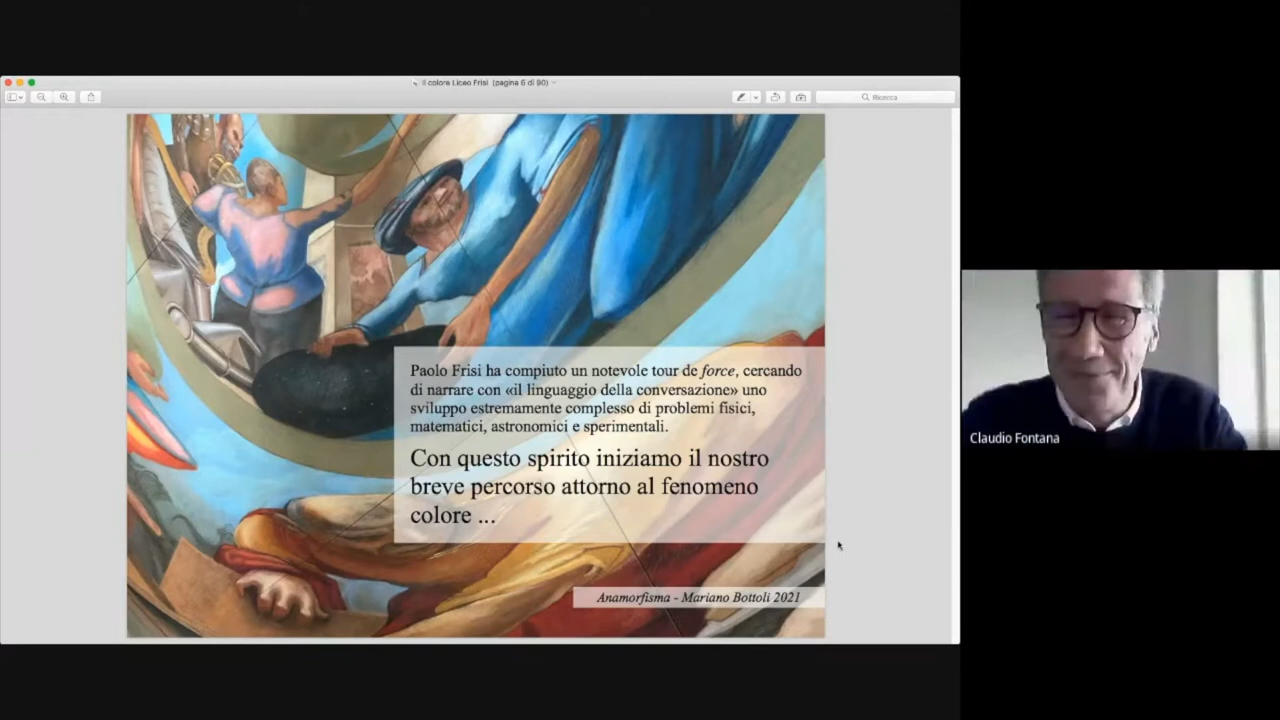 Il colore Liceo Frisi (pagina 6 di 90)
Ricerca
Paolo Frisi ha compiuto un notevole tour de force, cercando
di narrare con «il linguaggio della conversazione» uno
sviluppo estremamente complesso di problemi fisici,
matematici, astronomici e sperimentali.
Con questo spirito iniziamo il nostro
breve percorso attorno al fenomeno
colore ...
Anamorfisma - Mariano Bottoli 2021
Claudio Fontana